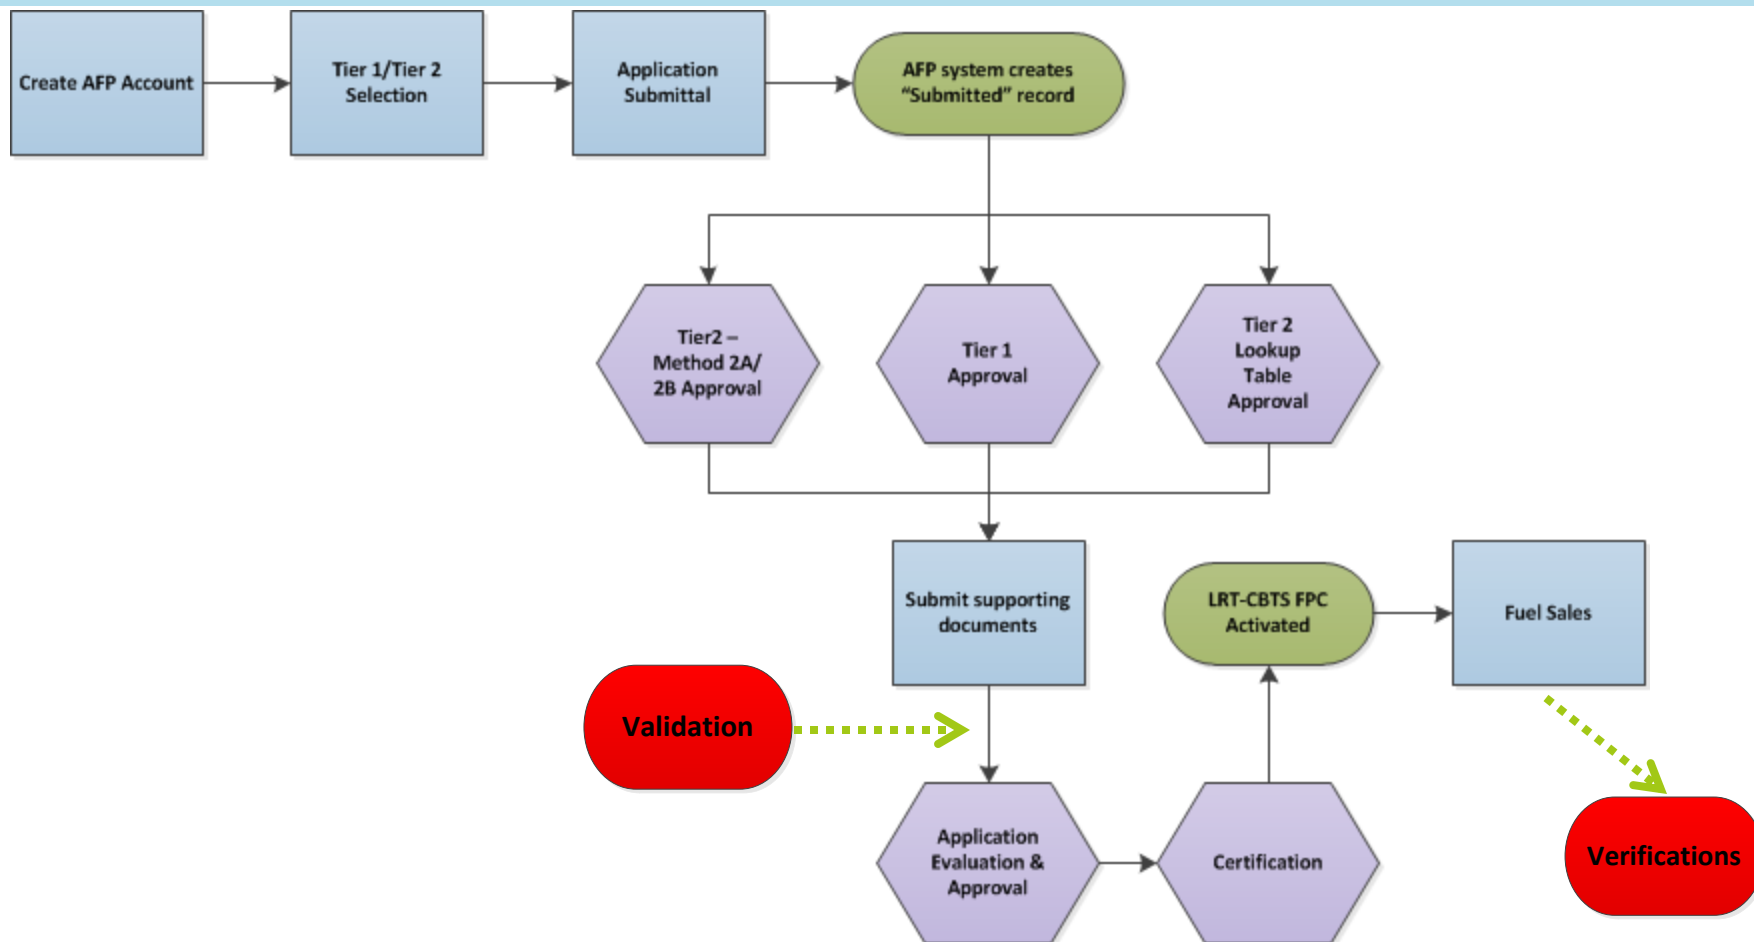 Create AFP Account
Tier 1/Tier 2
Selection
Application
Submittal
AFP system creates
“Submitted” record
Tier2 –
Method 2A/
2B Approval
Tier 1
Approval
Tier 2
Lookup
Table
Approval
Submit supporting
documents
LRT-CBTS FPC
Activated
Fuel Sales
Validation
Application
Evaluation &
Approval
Certification
Verifications